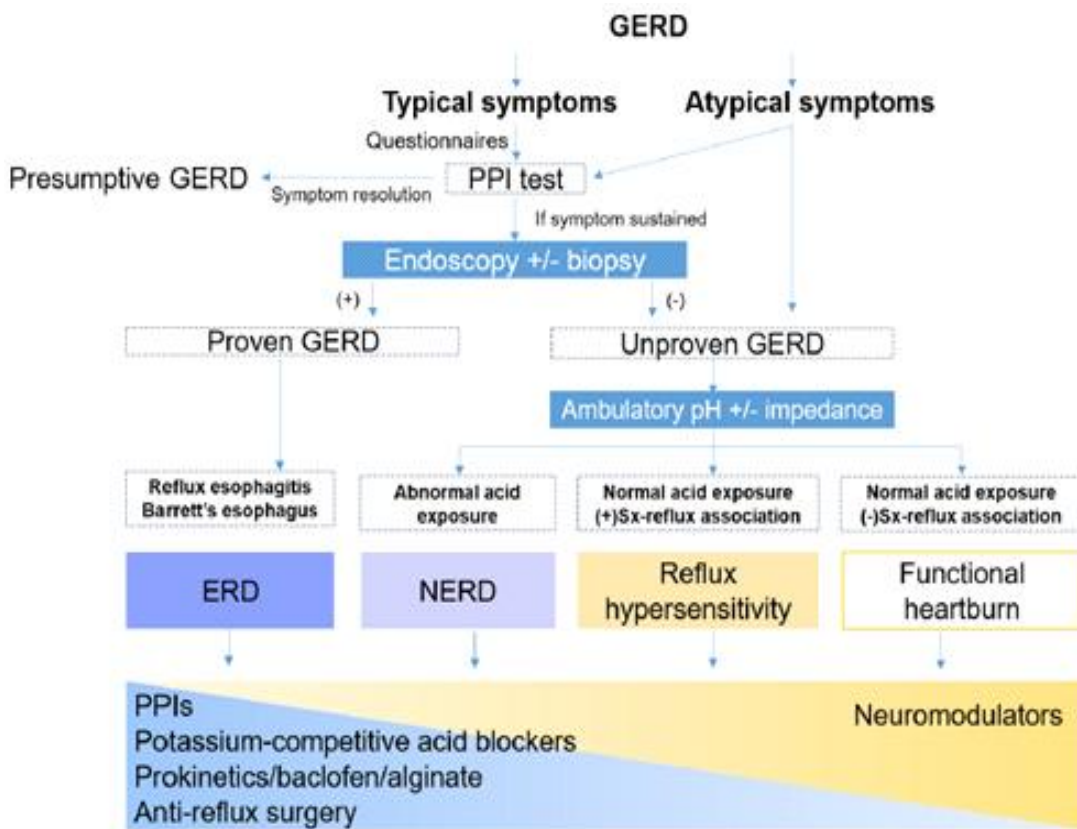 GERD
Typical symptoms
Atypical symptoms
Questionnaires
Presumptive GERD
Symptom resolution
PPI test
If symptom sustained
Endoscopy +/- biopsy
(+)
(-)
Proven GERD
Unproven GERD
Ambulatory pH +/- impedance
Reflux esophagitis
Barrett's esophagus
Abnormal acid
exposure
Normal acid exposure
(+)Sx-reflux association
Normal acid exposure
(-)Sx-reflux association
ERD
NERD
Reflux
hypersensitivity
Functional
heartburn
PPIs
Potassium-competitive acid blockers
Prokinetics/baclofen/alginate
Anti-reflux surgery
Neuromodulators